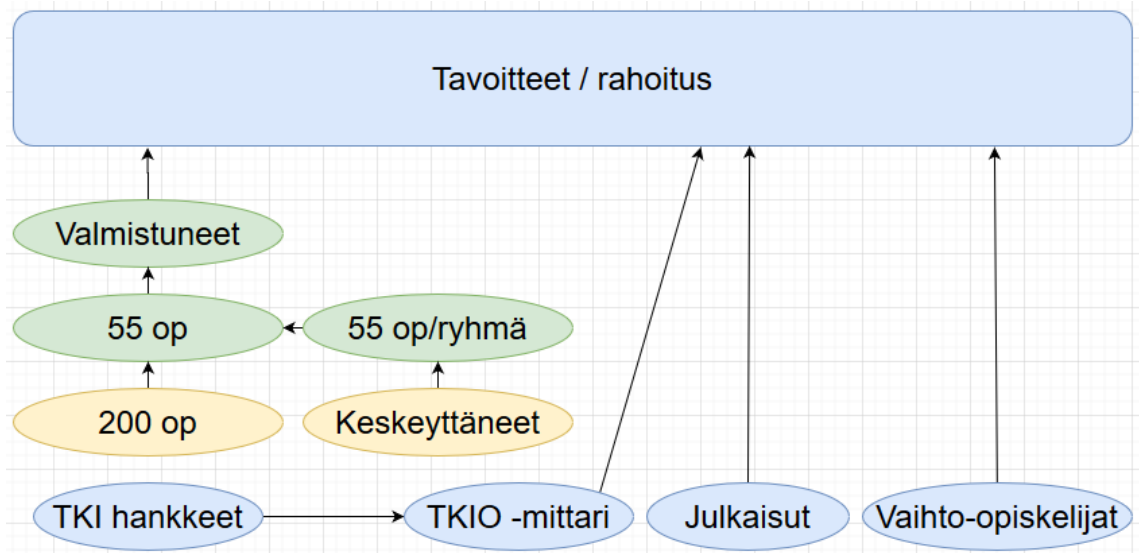 Tavoitteet / rahoitus
Valmistuneet
55 op
55 op/ryhmä
200 op
Keskeyttäneet
TKI hankkeet
TKIO -mittari
Julkaisut
Vaihto-opiskelijat